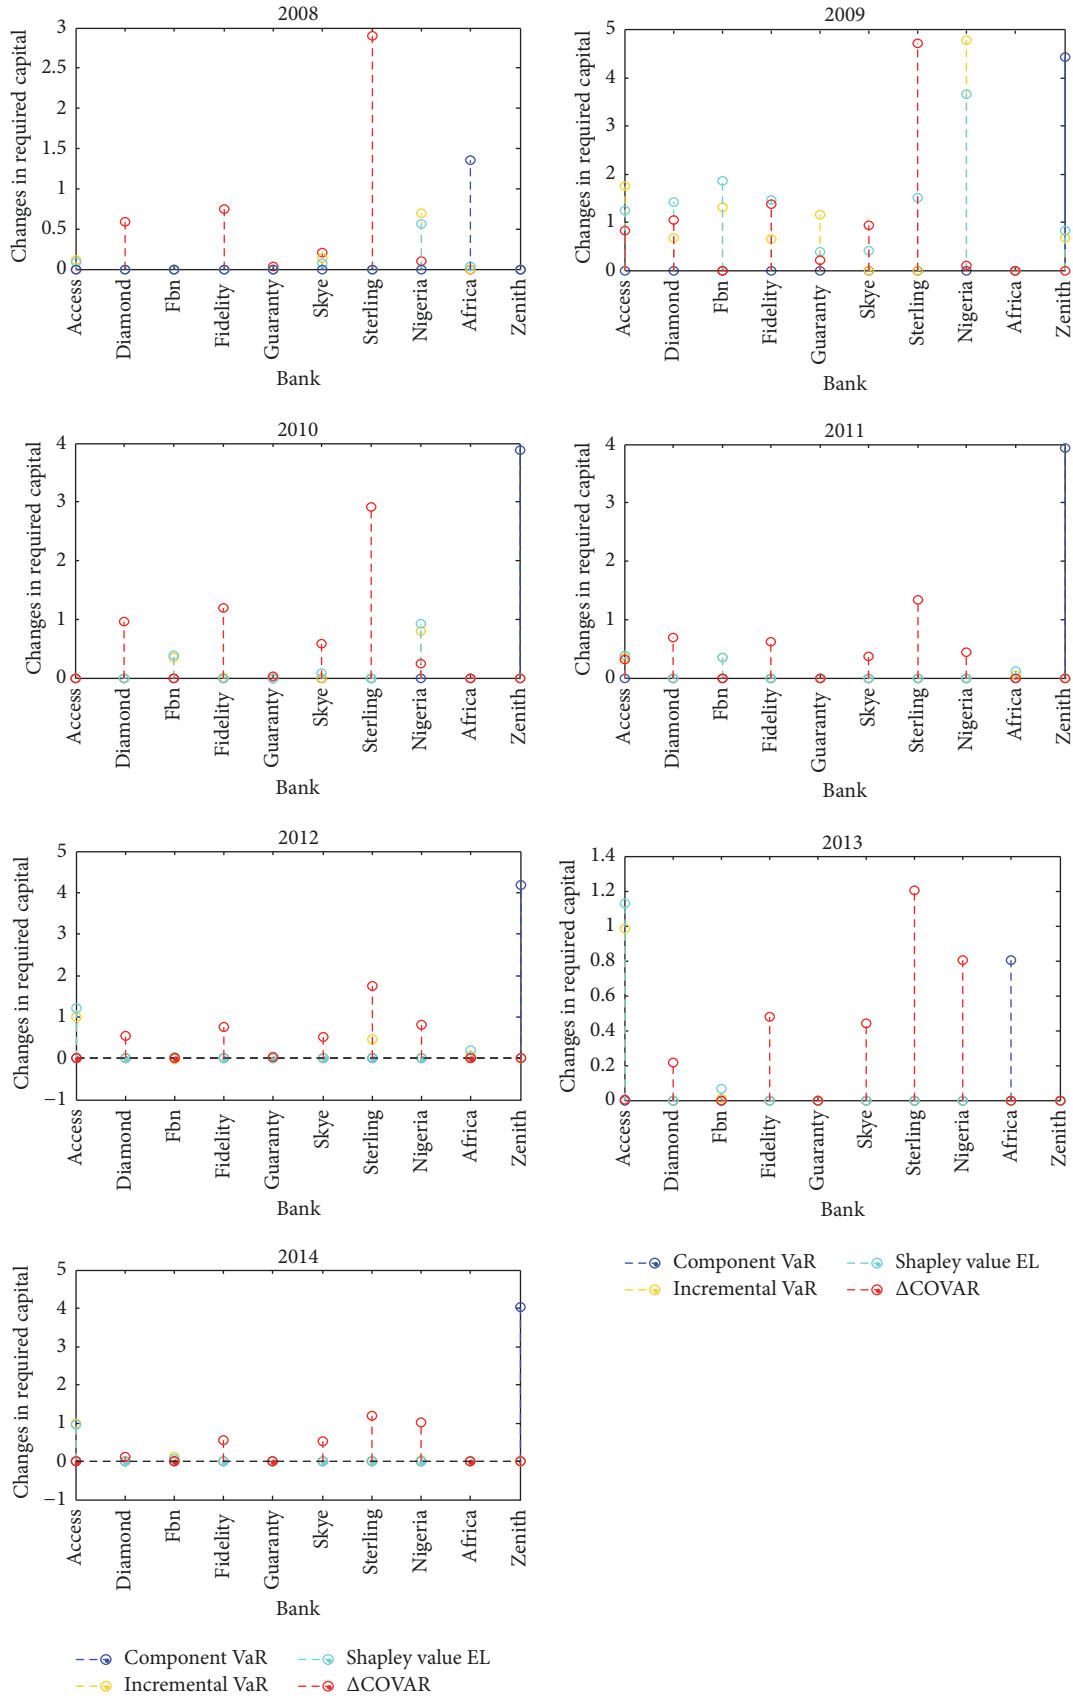 2008
Changes in required capital
3
2.5
2
1.5
1
0.5
0
Access
Diamond
Fbn
Fidelity
Guaranty
Skye
Sterling
Nigeria
Africa
Zenith
Bank
2009
Changes in required capital
5
4
3
2
1
0
Access
Diamond
Fbn
Fidelity
Guaranty
Skye
Sterling
Nigeria
Africa
Zenith
Bank
2010
Changes in required capital
4
3
2
1
0
Access
Diamond
Fbn
Fidelity
Guaranty
Skye
Sterling
Nigeria
Africa
Zenith
Bank
2011
Changes in required capital
4
3
2
1
0
Access
Diamond
Fbn
Fidelity
Guaranty
Skye
Sterling
Nigeria
Africa
Zenith
Bank
2012
Changes in required capital
5
4
3
2
1
0
−1
Access
Diamond
Fbn
Fidelity
Guaranty
Skye
Sterling
Nigeria
Africa
Zenith
Bank
2013
Changes in required capital
1.4
1.2
1
0.8
0.6
0.4
0.2
0
Access
Diamond
Fbn
Fidelity
Guaranty
Skye
Sterling
Nigeria
Africa
Zenith
Bank
Component VaR
Shapley value EL
Incremental VaR
ΔCOVAR
2014
Changes in required capital
5
4
3
2
1
0
−1
Access
Diamond
Fbn
Fidelity
Guaranty
Skye
Sterling
Nigeria
Africa
Zenith
Bank
Component VaR
Shapley value EL
Incremental VaR
ΔCOVAR